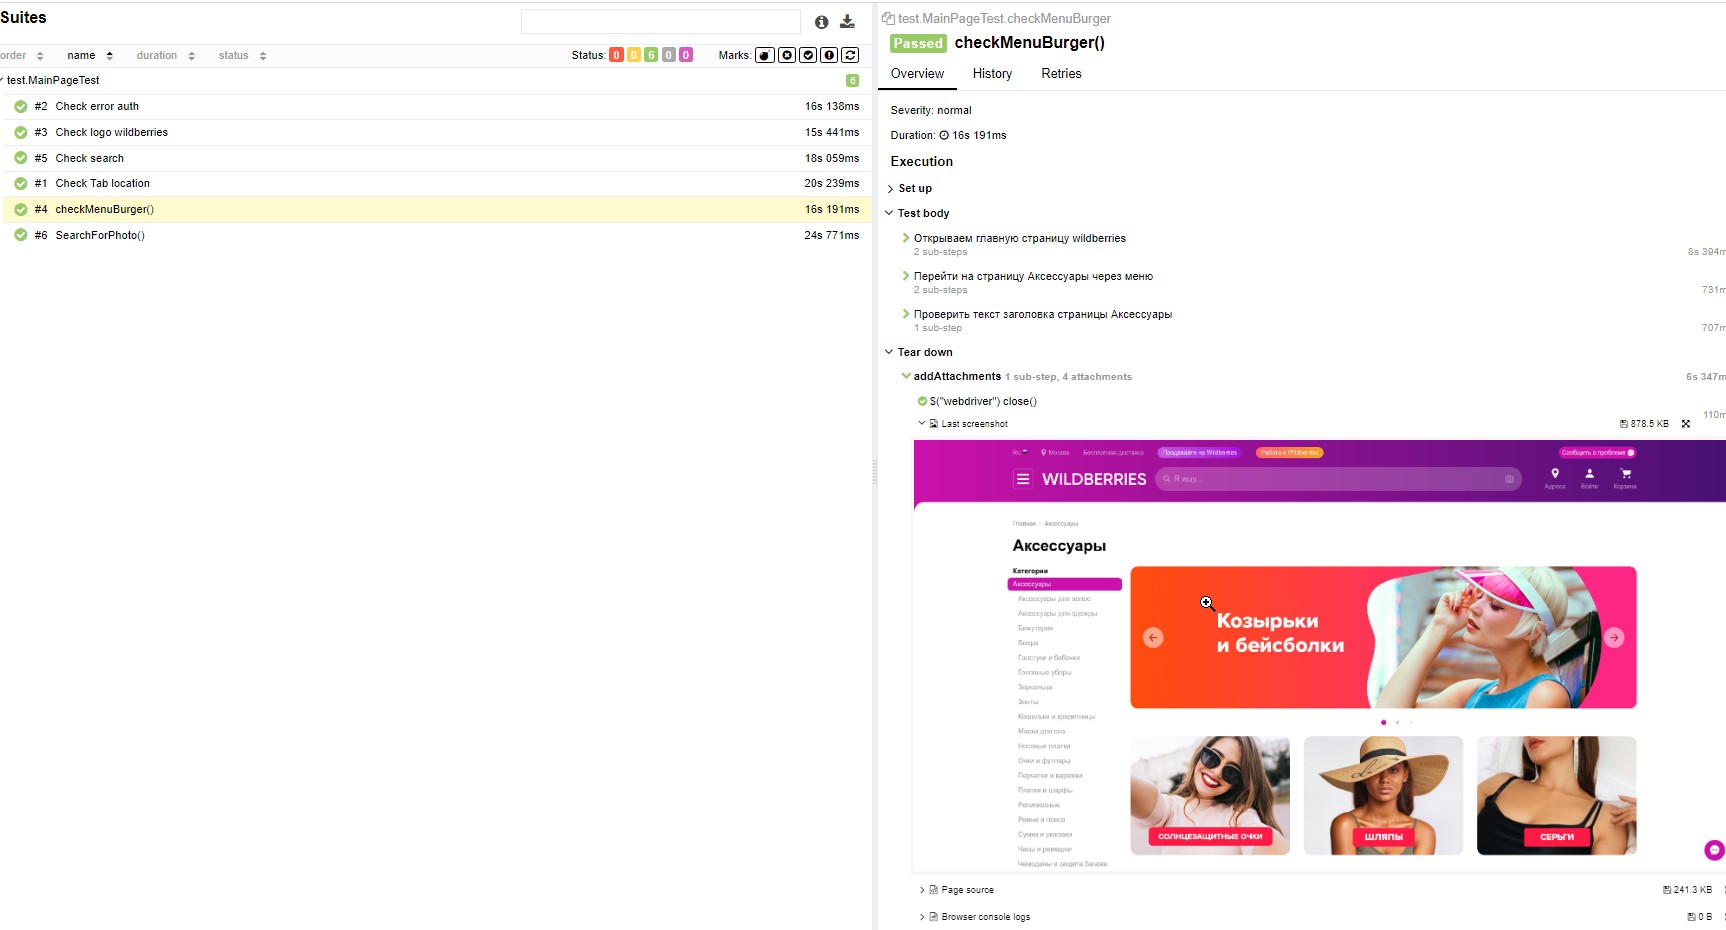 Suites
order name duration status Status: 0 0 6 0 0 Marks:
test.MainPageTest 6
#2 Check error auth 16s 138ms
#3 Check logo wildberries 15s 441ms
#5 Check search 18s 059ms
#1 Check Tab location 20s 239ms
#4 checkMenuBurger() 16s 191ms
#6 SearchForPhoto() 24s 771ms
test.MainPageTest.checkMenuBurger
Passed checkMenuBurger()
Overview History Retries
Severity: normal
Duration: 16s 191ms
Execution
Set up
Test body
Открываем главную страницу wildberries
2 sub-steps 8s 394m
Перейти на страницу Аксессуары через меню
2 sub-steps 731m
Проверить текст заголовка страницы Аксессуары
1 sub-step 707m
Tear down
addAttachments 1 sub-step, 4 attachments 6s 347m
$("webdriver") close()
110m
Last screenshot 878.5 KB
Ru Москва Бесплатная доставка Продавайте на Wildberries Работа в Wildberries Сообщить о проблеме
WILDBERRIES Я ищу... Адреса Войти Корзина
Главная Аксессуары
Аксессуары
Категории
Аксессуары
Аксессуары для волос
Аксессуары для одежды
Бижутерия
Веера
Галстуки и бабочки
Головные уборы
Зеркальца
Зонты
Кошельки и кредитницы
Маски для сна
Носовые платки
Очки и футляры
Перчатки и варежки
Платки и шарфы
Религиозные
Ремни и пояса
Сумки и рюкзаки
Часы и ремешки
Чемоданы и защита багажа
Козырьки
и бейсболки
СОЛНЦЕЗАЩИТНЫЕ ОЧКИ
ШЛЯПЫ
СЕРЬГИ
Page source 241.3 KB
Browser console logs 0 B